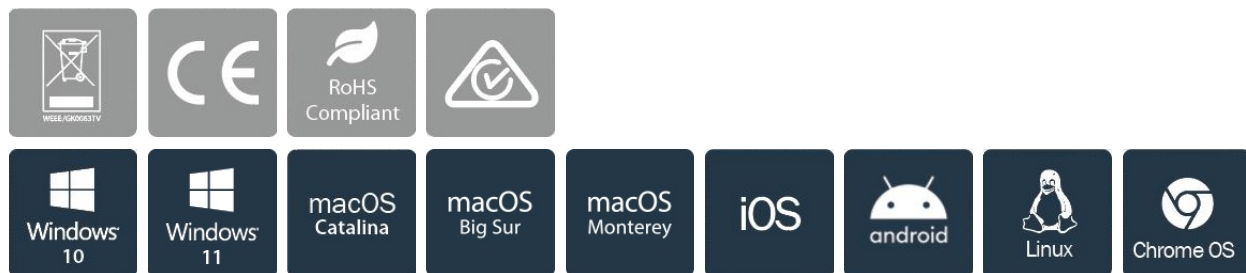 WEEE/GK0063TV
CE
RoHS
Compliant
Windows
10
Windows
11
macOS
Catalina
macOS
Big Sur
macOS
Monterey
iOS
android
Linux
Chrome OS